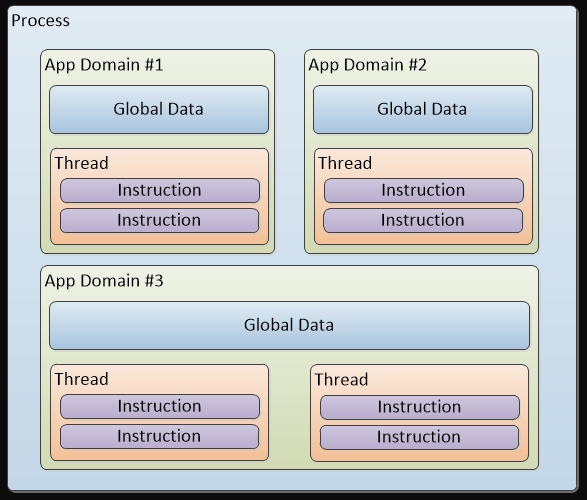 Process
App Domain #1
Global Data
Thread
Instruction
Instruction
App Domain #2
Global Data
Thread
Instruction
Instruction
App Domain #3
Global Data
Thread
Instruction
Instruction
Thread
Instruction
Instruction